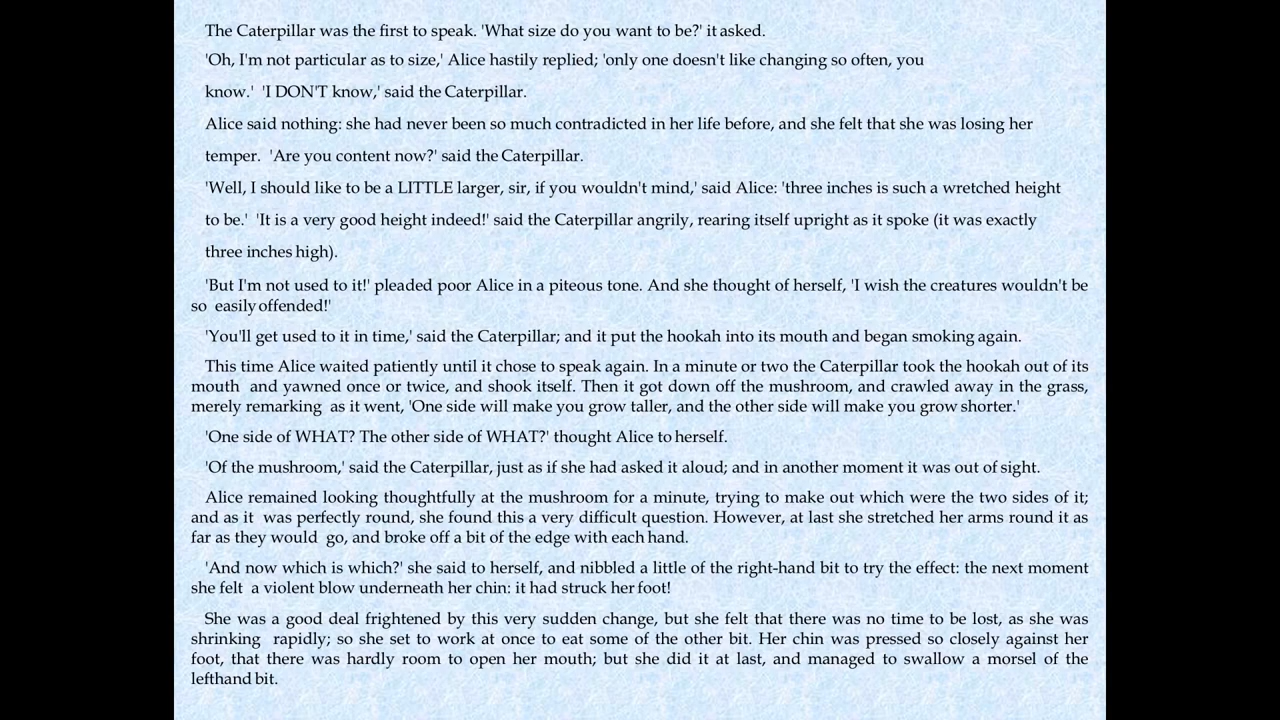 The Caterpillar was the first to speak. 'What size do you want to be?' it asked.
'Oh, I'm not particular as to size,' Alice hastily replied; 'only one doesn't like changing so often, you
know.' 'I DON'T know,' said the Caterpillar.
Alice said nothing: she had never been so much contradicted in her life before, and she felt that she was losing her
temper. 'Are you content now?' said the Caterpillar.
'Well, I should like to be a LITTLE larger, sir, if you wouldn't mind,' said Alice: 'three inches is such a wretched height
to be.' 'It is a very good height indeed!' said the Caterpillar angrily, rearing itself upright as it spoke (it was exactly
three inches high).
'But I'm not used to it!' pleaded poor Alice in a piteous tone. And she thought of herself, 'I wish the creatures wouldn't be
so easily offended!'
'You'll get used to it in time,' said the Caterpillar; and it put the hookah into its mouth and began smoking again.
This time Alice waited patiently until it chose to speak again. In a minute or two the Caterpillar took the hookah out of its
mouth and yawned once or twice, and shook itself. Then it got down off the mushroom, and crawled away in the grass,
merely remarking as it went, 'One side will make you grow taller, and the other side will make you grow shorter.'
'One side of WHAT? The other side of WHAT?' thought Alice to herself.
'Of the mushroom,' said the Caterpillar, just as if she had asked it aloud; and in another moment it was out of sight.
Alice remained looking thoughtfully at the mushroom for a minute, trying to make out which were the two sides of it;
and as it was perfectly round, she found this a very difficult question. However, at last she stretched her arms round it as
far as they would go, and broke off a bit of the edge with each hand.
'And now which is which?' she said to herself, and nibbled a little of the right-hand bit to try the effect: the next moment
she felt a violent blow underneath her chin: it had struck her foot!
She was a good deal frightened by this very sudden change, but she felt that there was no time to be lost, as she was
shrinking rapidly; so she set to work at once to eat some of the other bit. Her chin was pressed so closely against her
foot, that there was hardly room to open her mouth; but she did it at last, and managed to swallow a morsel of the
lefthand bit.